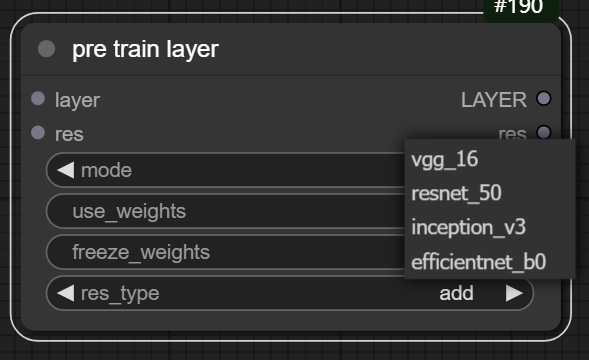 #190
pre train layer
layer LAYER
res res
mode
vgg_16
resnet_50
inception_v3
efficientnet_b0
use_weights
freeze_weights
res_type add